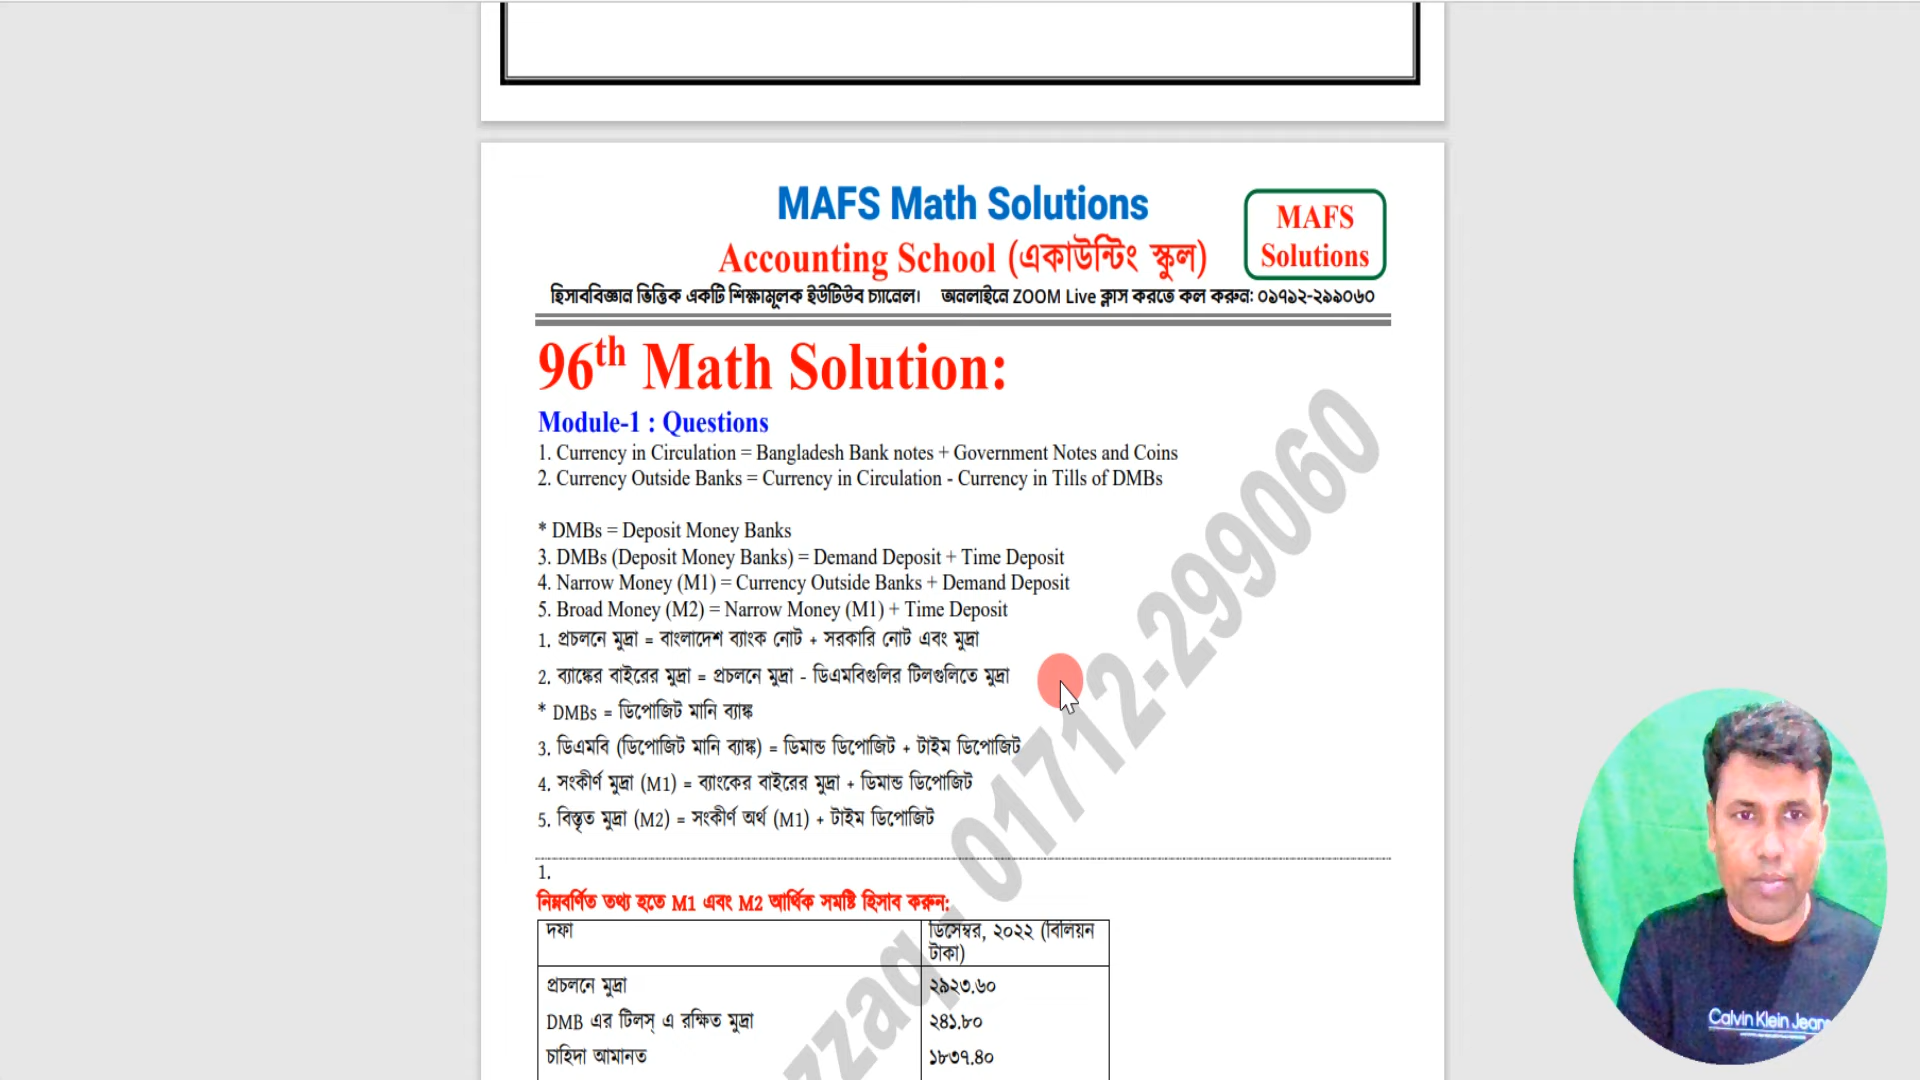 MAFS Math Solutions
MAFS
Solutions
Accounting School (একাউন্টিং স্কুল)
হিসাববিজ্ঞান ভিত্তিক একটি শিক্ষামূলক ইউটিউব চ্যানেল। অনলাইনে ZOOM Live ক্লাস করতে কল করুন: ০১৭১২-২৯৯০৬০
96th Math Solution:
Module-1 : Questions
1. Currency in Circulation = Bangladesh Bank notes + Government Notes and Coins
2. Currency Outside Banks = Currency in Circulation - Currency in Tills of DMBs
* DMBs = Deposit Money Banks
3. DMBs (Deposit Money Banks) = Demand Deposit + Time Deposit
4. Narrow Money (M1) = Currency Outside Banks + Demand Deposit
5. Broad Money (M2) = Narrow Money (M1) + Time Deposit
1. প্রচলনে মুদ্রা = বাংলাদেশ ব্যাংক নোট + সরকারি নোট এবং মুদ্রা
2. ব্যাঙ্কের বাইরের মুদ্রা = প্রচলনে মুদ্রা - ডিএমবিগুলির টিলগুলিতে মুদ্রা
* DMBs = ডিপোজিট মানি ব্যাঙ্ক
3. ডিএমবি (ডিপোজিট মানি ব্যাঙ্ক) = ডিমান্ড ডিপোজিট + টাইম ডিপোজিট
4. সংকীর্ণ মুদ্রা (M1) = ব্যাংকের বাইরের মুদ্রা + ডিমান্ড ডিপোজিট
5. বিস্তৃত মুদ্রা (M2) = সংকীর্ণ অর্থ (M1) + টাইম ডিপোজিট
1.
নিম্নবর্ণিত তথ্য হতে M1 এবং M2 আর্থিক সমষ্টি হিসাব করুন:
দফা ডিসেম্বর, ২০২২ (বিলিয়ন
টাকা)
প্রচলনে মুদ্রা ২৯২৩.৬০
DMB এর টিলস্ এ রক্ষিত মুদ্রা ২৪১.৮০
চাহিদা আমানত ১৮৩৭.৪০
zzaq - 01712-299060
Calvin Klein Jeans